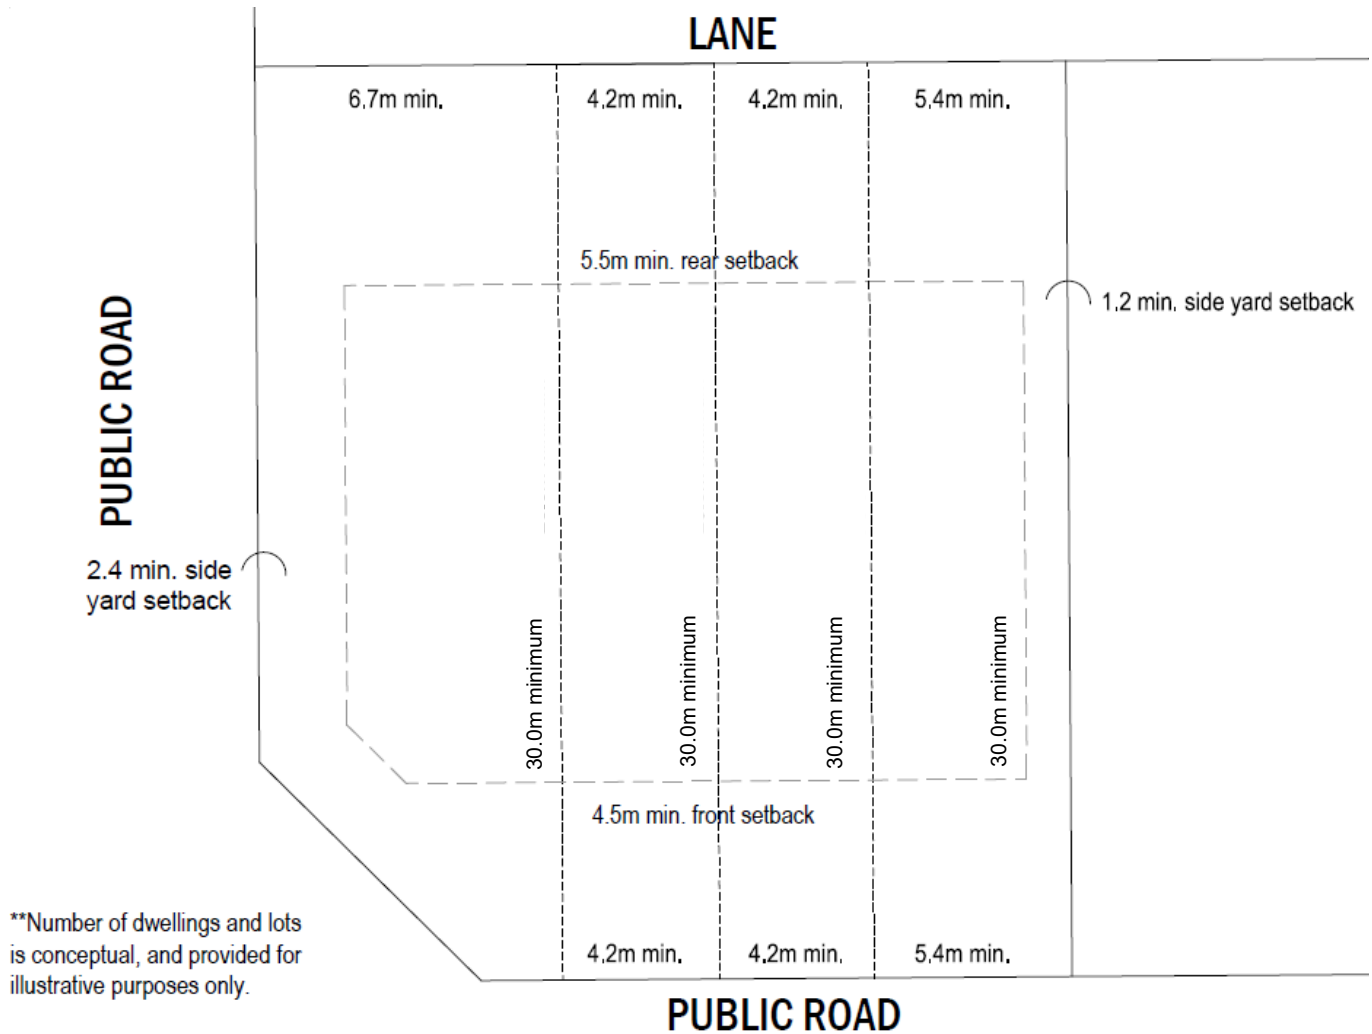 LANE
6.7m min.
4.2m min.
4.2m min.
5.4m min.
5.5m min. rear setback
1.2 min. side yard setback
PUBLIC ROAD
2.4 min. side
yard setback
30.0m minimum
30.0m minimum
30.0m minimum
30.0m minimum
4.5m min. front setback
**Number of dwellings and lots
is conceptual, and provided for
illustrative purposes only.
4.2m min.
4.2m min.
5.4m min.
PUBLIC ROAD